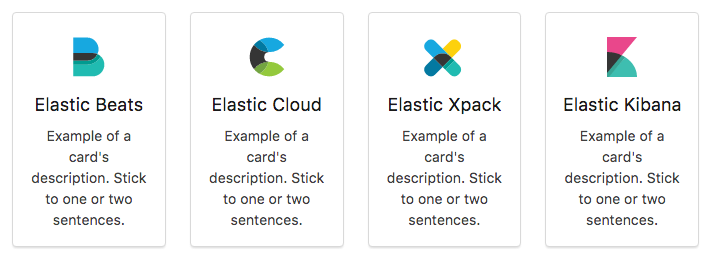 Elastic Beats
Example of a
card's
description. Stick
to one or two
sentences.
Elastic Cloud
Example of a
card's
description. Stick
to one or two
sentences.
Elastic Xpack
Example of a
card's
description. Stick
to one or two
sentences.
Elastic Kibana
Example of a
card's
description. Stick
to one or two
sentences.